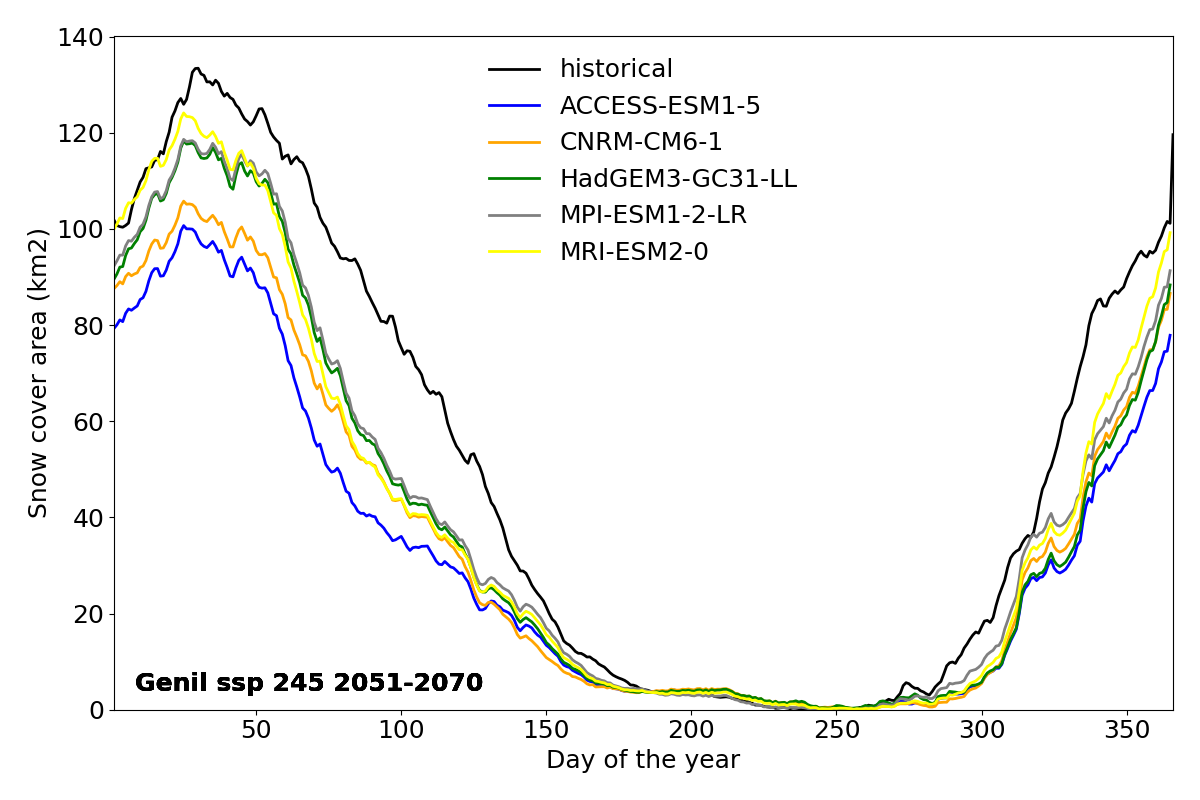 140
120
100
80
60
40
20
0
Snow cover area (km2)
historical
ACCESS-ESM1-5
CNRM-CM6-1
HadGEM3-GC31-LL
MPI-ESM1-2-LR
MRI-ESM2-0
Genil ssp 245 2051-2070
50 100 150 200 250 300 350
Day of the year